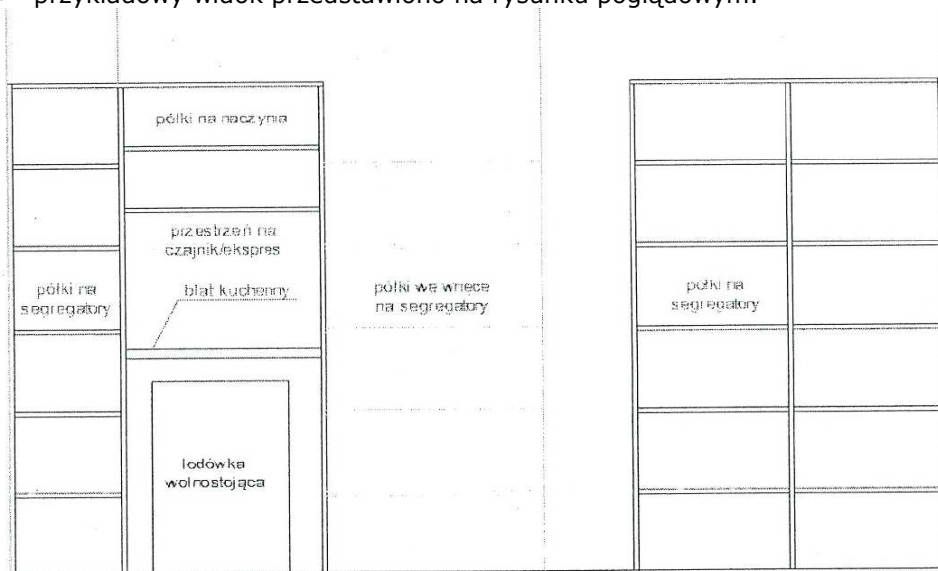 przykładowy widok przedstawiono na rysunku poglądowym.
półki na naczynia
przestrzeń na
czajnik/ekspres
blat kuchenny
półki na
segregatory
półki we wnęce
na segregatory
półki na
segregatory
lodówka
wolnostojąca